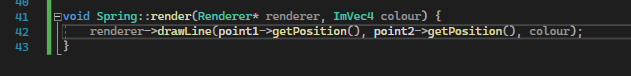 40
41 void Spring::render(Renderer* renderer, ImVec4 colour) {
42 renderer->drawLine(point1->getPosition(), point2->getPosition(), colour);
43 }